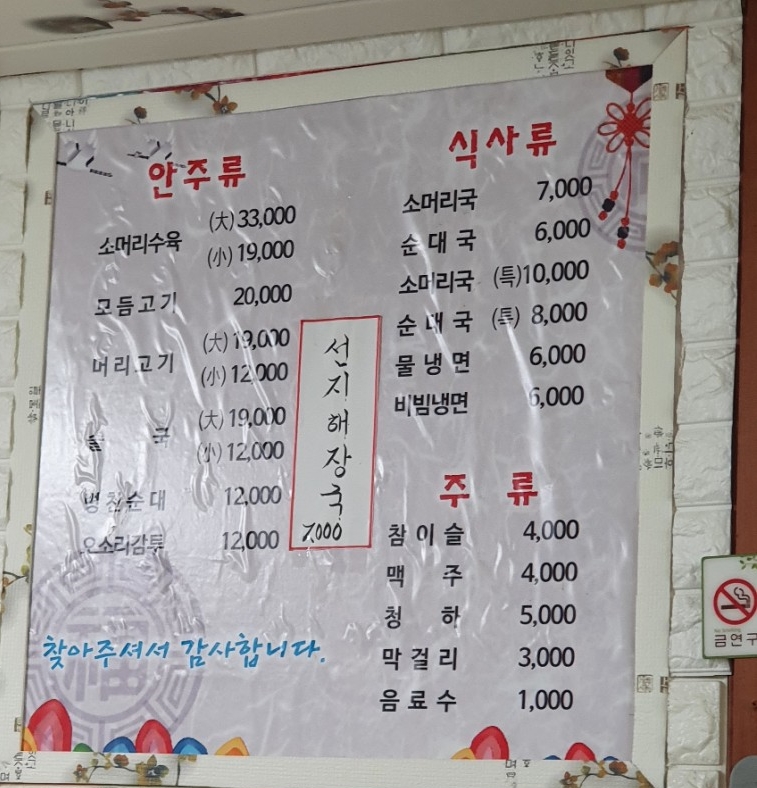 안주류
소머리수육 (大) 33,000
(小) 19,000
모듬고기 20,000
머리고기 (大) 19,000
(小) 12,000
술국 (大) 19,000
(小) 12,000
병천순대 12,000
오소리감투 12,000
찾아주셔서 감사합니다.
선지해장국
7,000
식사류
소머리국 7,000
순대국 6,000
소머리국 (특) 10,000
순대국 (특) 8,000
물냉면 6,000
비빔냉면 6,000
주류
참이슬 4,000
맥주 4,000
청하 5,000
막걸리 3,000
음료수 1,000
금연구